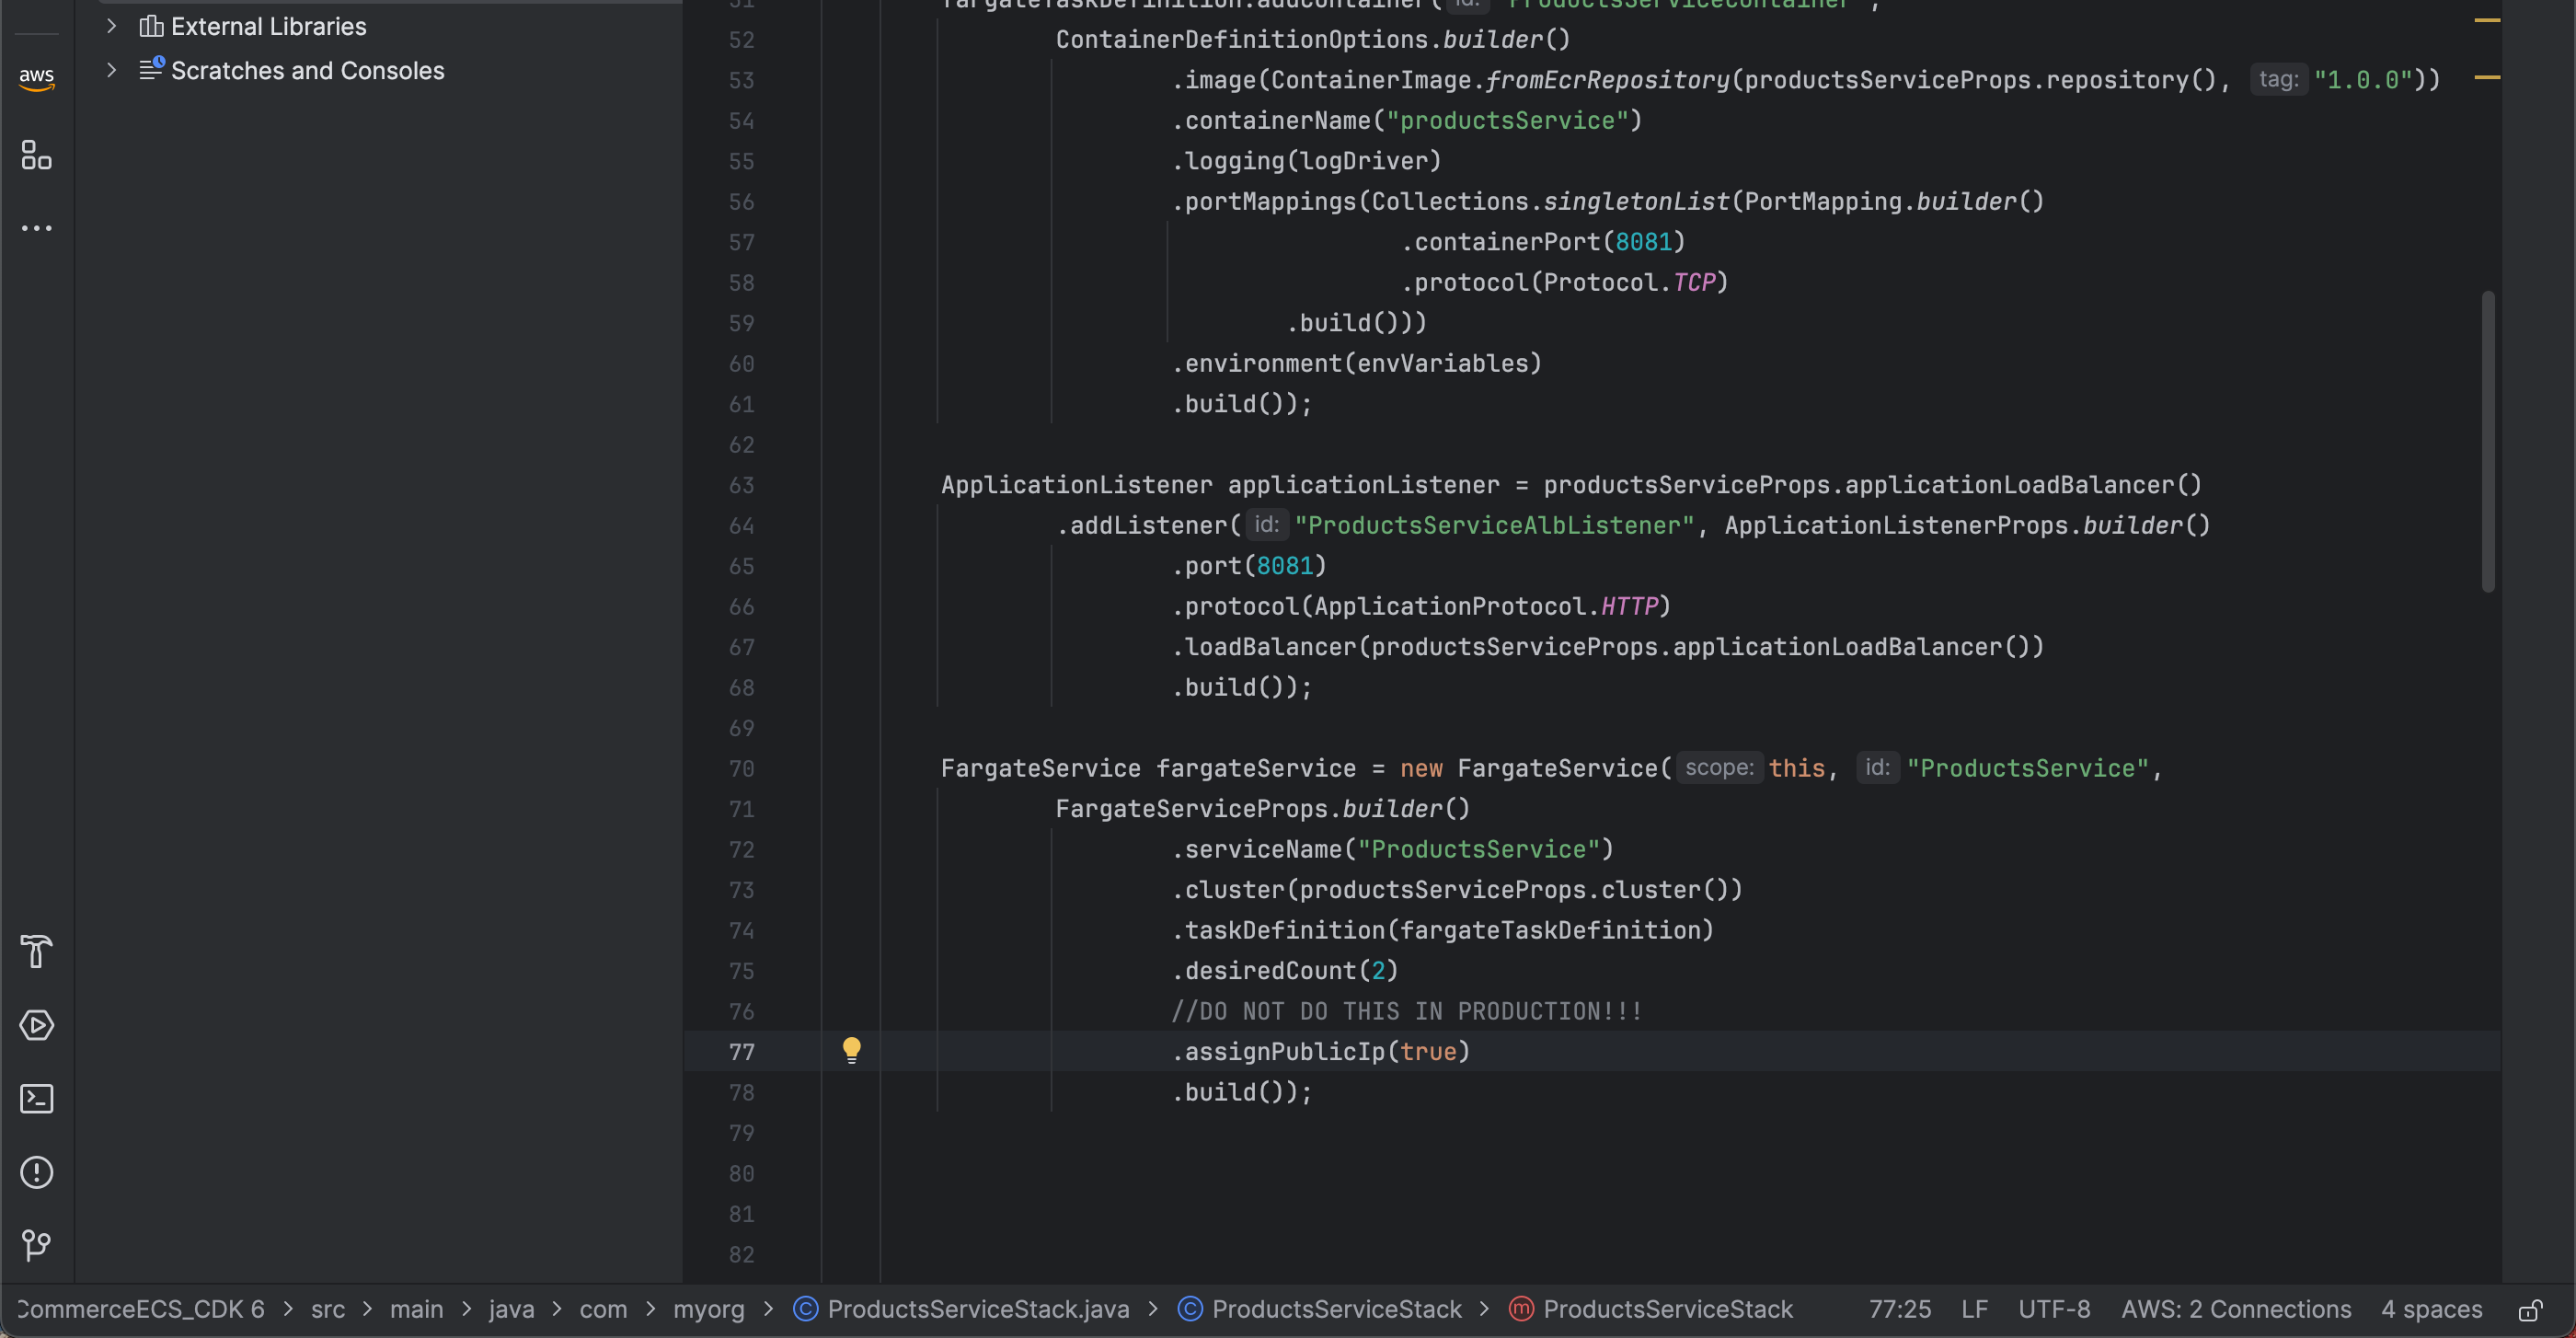 External Libraries
Scratches and Consoles
aws
51 fargateTaskDefinition.addContainer( id: "ProductsServiceContainer",
52 ContainerDefinitionOptions.builder()
53 .image(ContainerImage.fromEcrRepository(productsServiceProps.repository(), tag: "1.0.0"))
54 .containerName("productsService")
55 .logging(logDriver)
56 .portMappings(Collections.singletonList(PortMapping.builder()
57 .containerPort(8081)
58 .protocol(Protocol.TCP)
59 .build()))
60 .environment(envVariables)
61 .build());
62
63 ApplicationListener applicationListener = productsServiceProps.applicationLoadBalancer()
64 .addListener( id: "ProductsServiceAlbListener", ApplicationListenerProps.builder()
65 .port(8081)
66 .protocol(ApplicationProtocol.HTTP)
67 .loadBalancer(productsServiceProps.applicationLoadBalancer())
68 .build());
69
70 FargateService fargateService = new FargateService( scope: this, id: "ProductsService",
71 FargateServiceProps.builder()
72 .serviceName("ProductsService")
73 .cluster(productsServiceProps.cluster())
74 .taskDefinition(fargateTaskDefinition)
75 .desiredCount(2)
76 //DO NOT DO THIS IN PRODUCTION!!!
77 .assignPublicIp(true)
78 .build());
79
80
81
82
CommerceECS_CDK 6 > src > main > java > com > myorg > ProductsServiceStack.java > ProductsServiceStack > ProductsServiceStack 77:25 LF UTF-8 AWS: 2 Connections 4 spaces